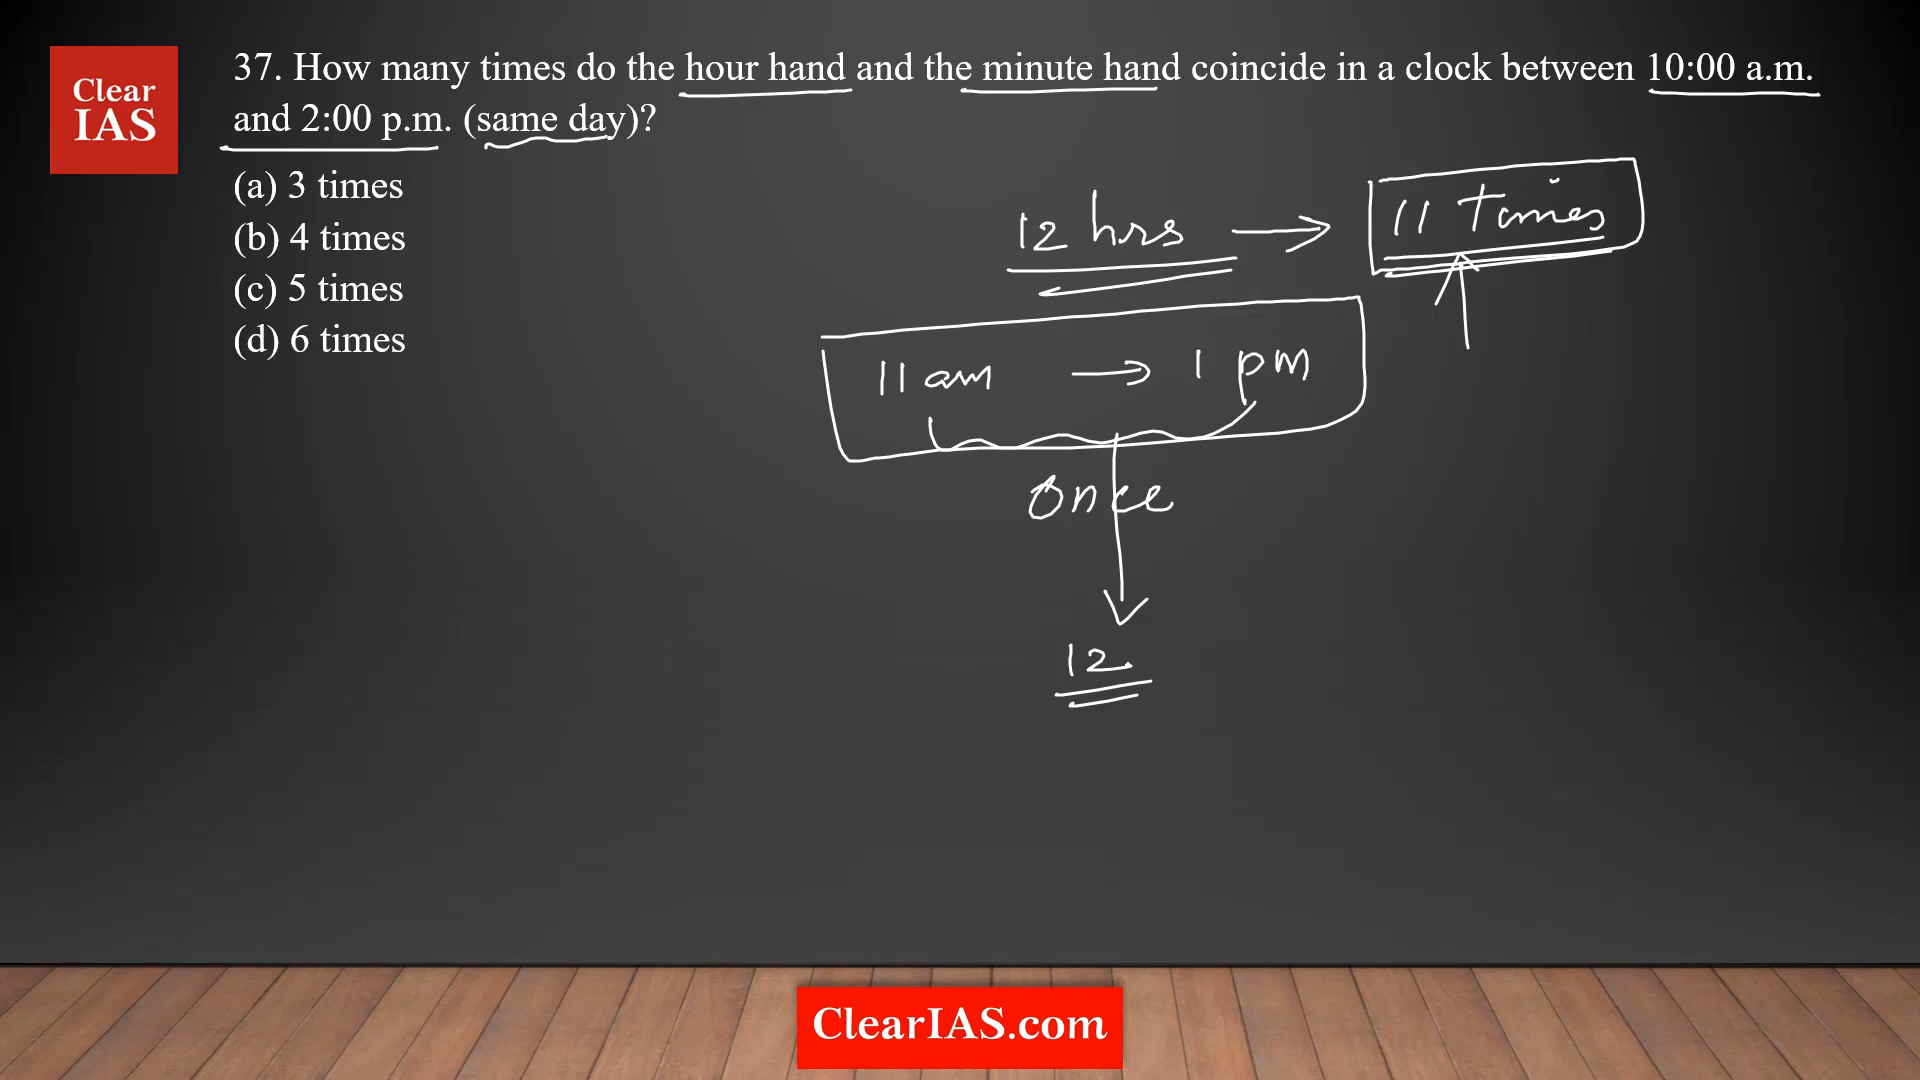 Clear
IAS
37. How many times do the hour hand and the minute hand coincide in a clock between 10:00 a.m.
and 2:00 p.m. (same day)?
(a) 3 times
(b) 4 times
(c) 5 times
(d) 6 times
12 hrs → 11 Times
11 am → 1 pm
Once
12
ClearIAS.com